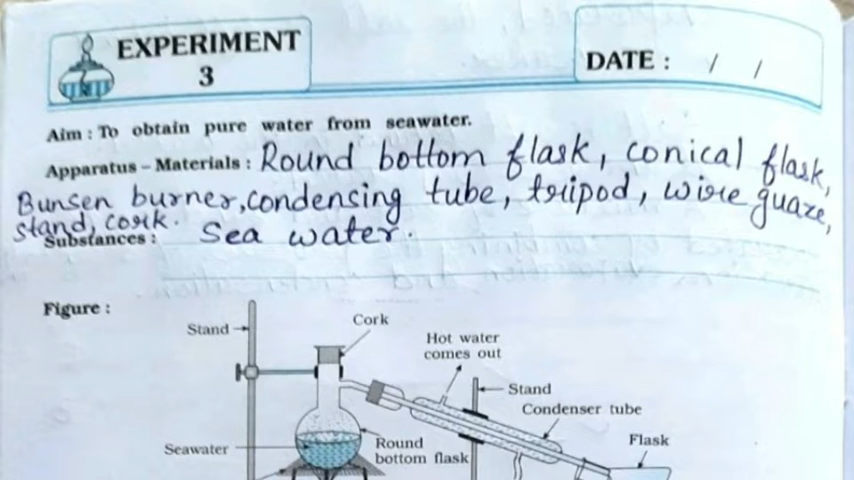 EXPERIMENT
3
DATE : / /
Aim : To obtain pure water from seawater.
Apparatus – Materials : Round bottom flask, conical flask,
Bunsen burner, condensing tube, tripod, wire guaze,
stand, cork.
Substances : Sea water.
Figure :
Stand
Cork
Hot water
comes out
Stand
Condenser tube
Flask
Seawater
Round
bottom flask